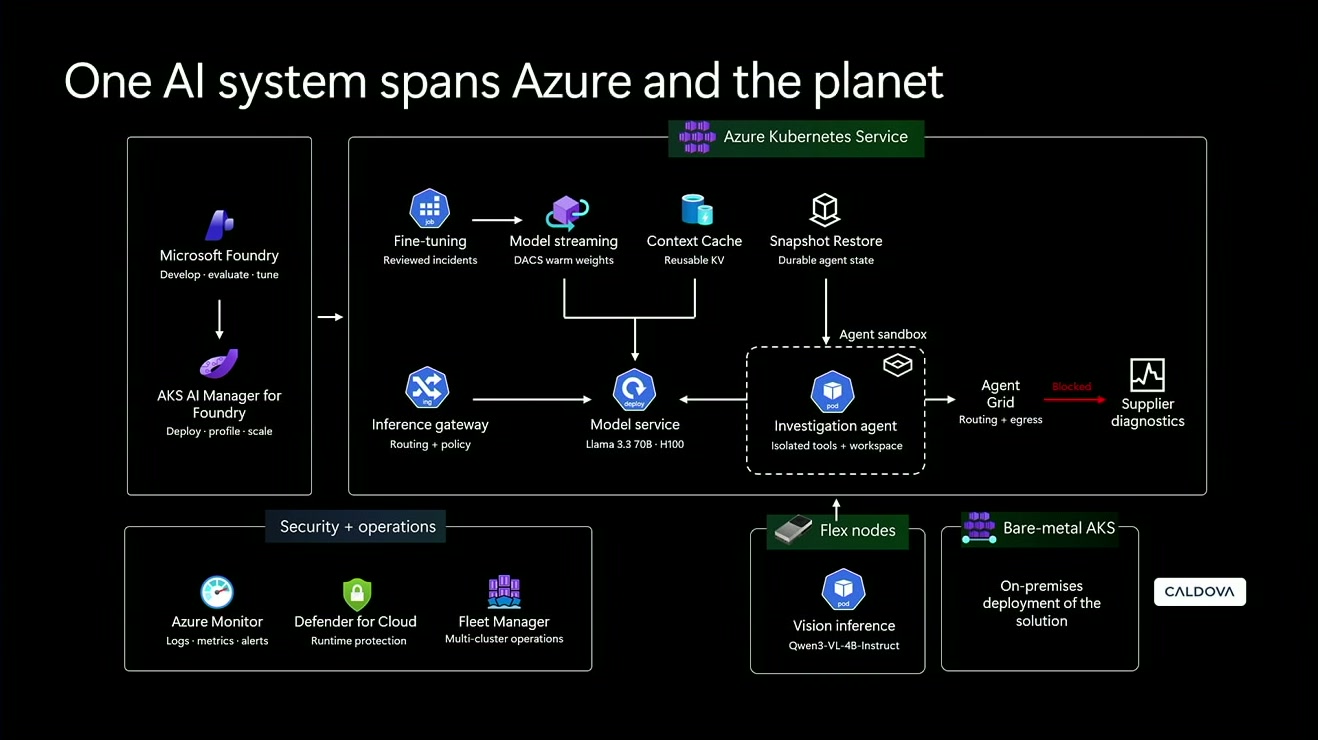 One AI system spans Azure and the planet
Azure Kubernetes Service
Microsoft Foundry
Develop · evaluate · tune
AKS AI Manager for
Foundry
Deploy · profile · scale
job
Fine-tuning
Reviewed incidents
Model streaming
DACS warm weights
Context Cache
Reusable KV
Snapshot Restore
Durable agent state
ing
Inference gateway
Routing + policy
deploy
Model service
Llama 3.3 70B · H100
Agent sandbox
pod
Investigation agent
Isolated tools + workspace
Agent
Grid
Routing + egress
Blocked
Supplier
diagnostics
Security + operations
Azure Monitor
Logs · metrics · alerts
Defender for Cloud
Runtime protection
Fleet Manager
Multi-cluster operations
Flex nodes
pod
Vision inference
Qwen3-VL-4B-Instruct
Bare-metal AKS
On-premises
deployment of the
solution
CALDOVA